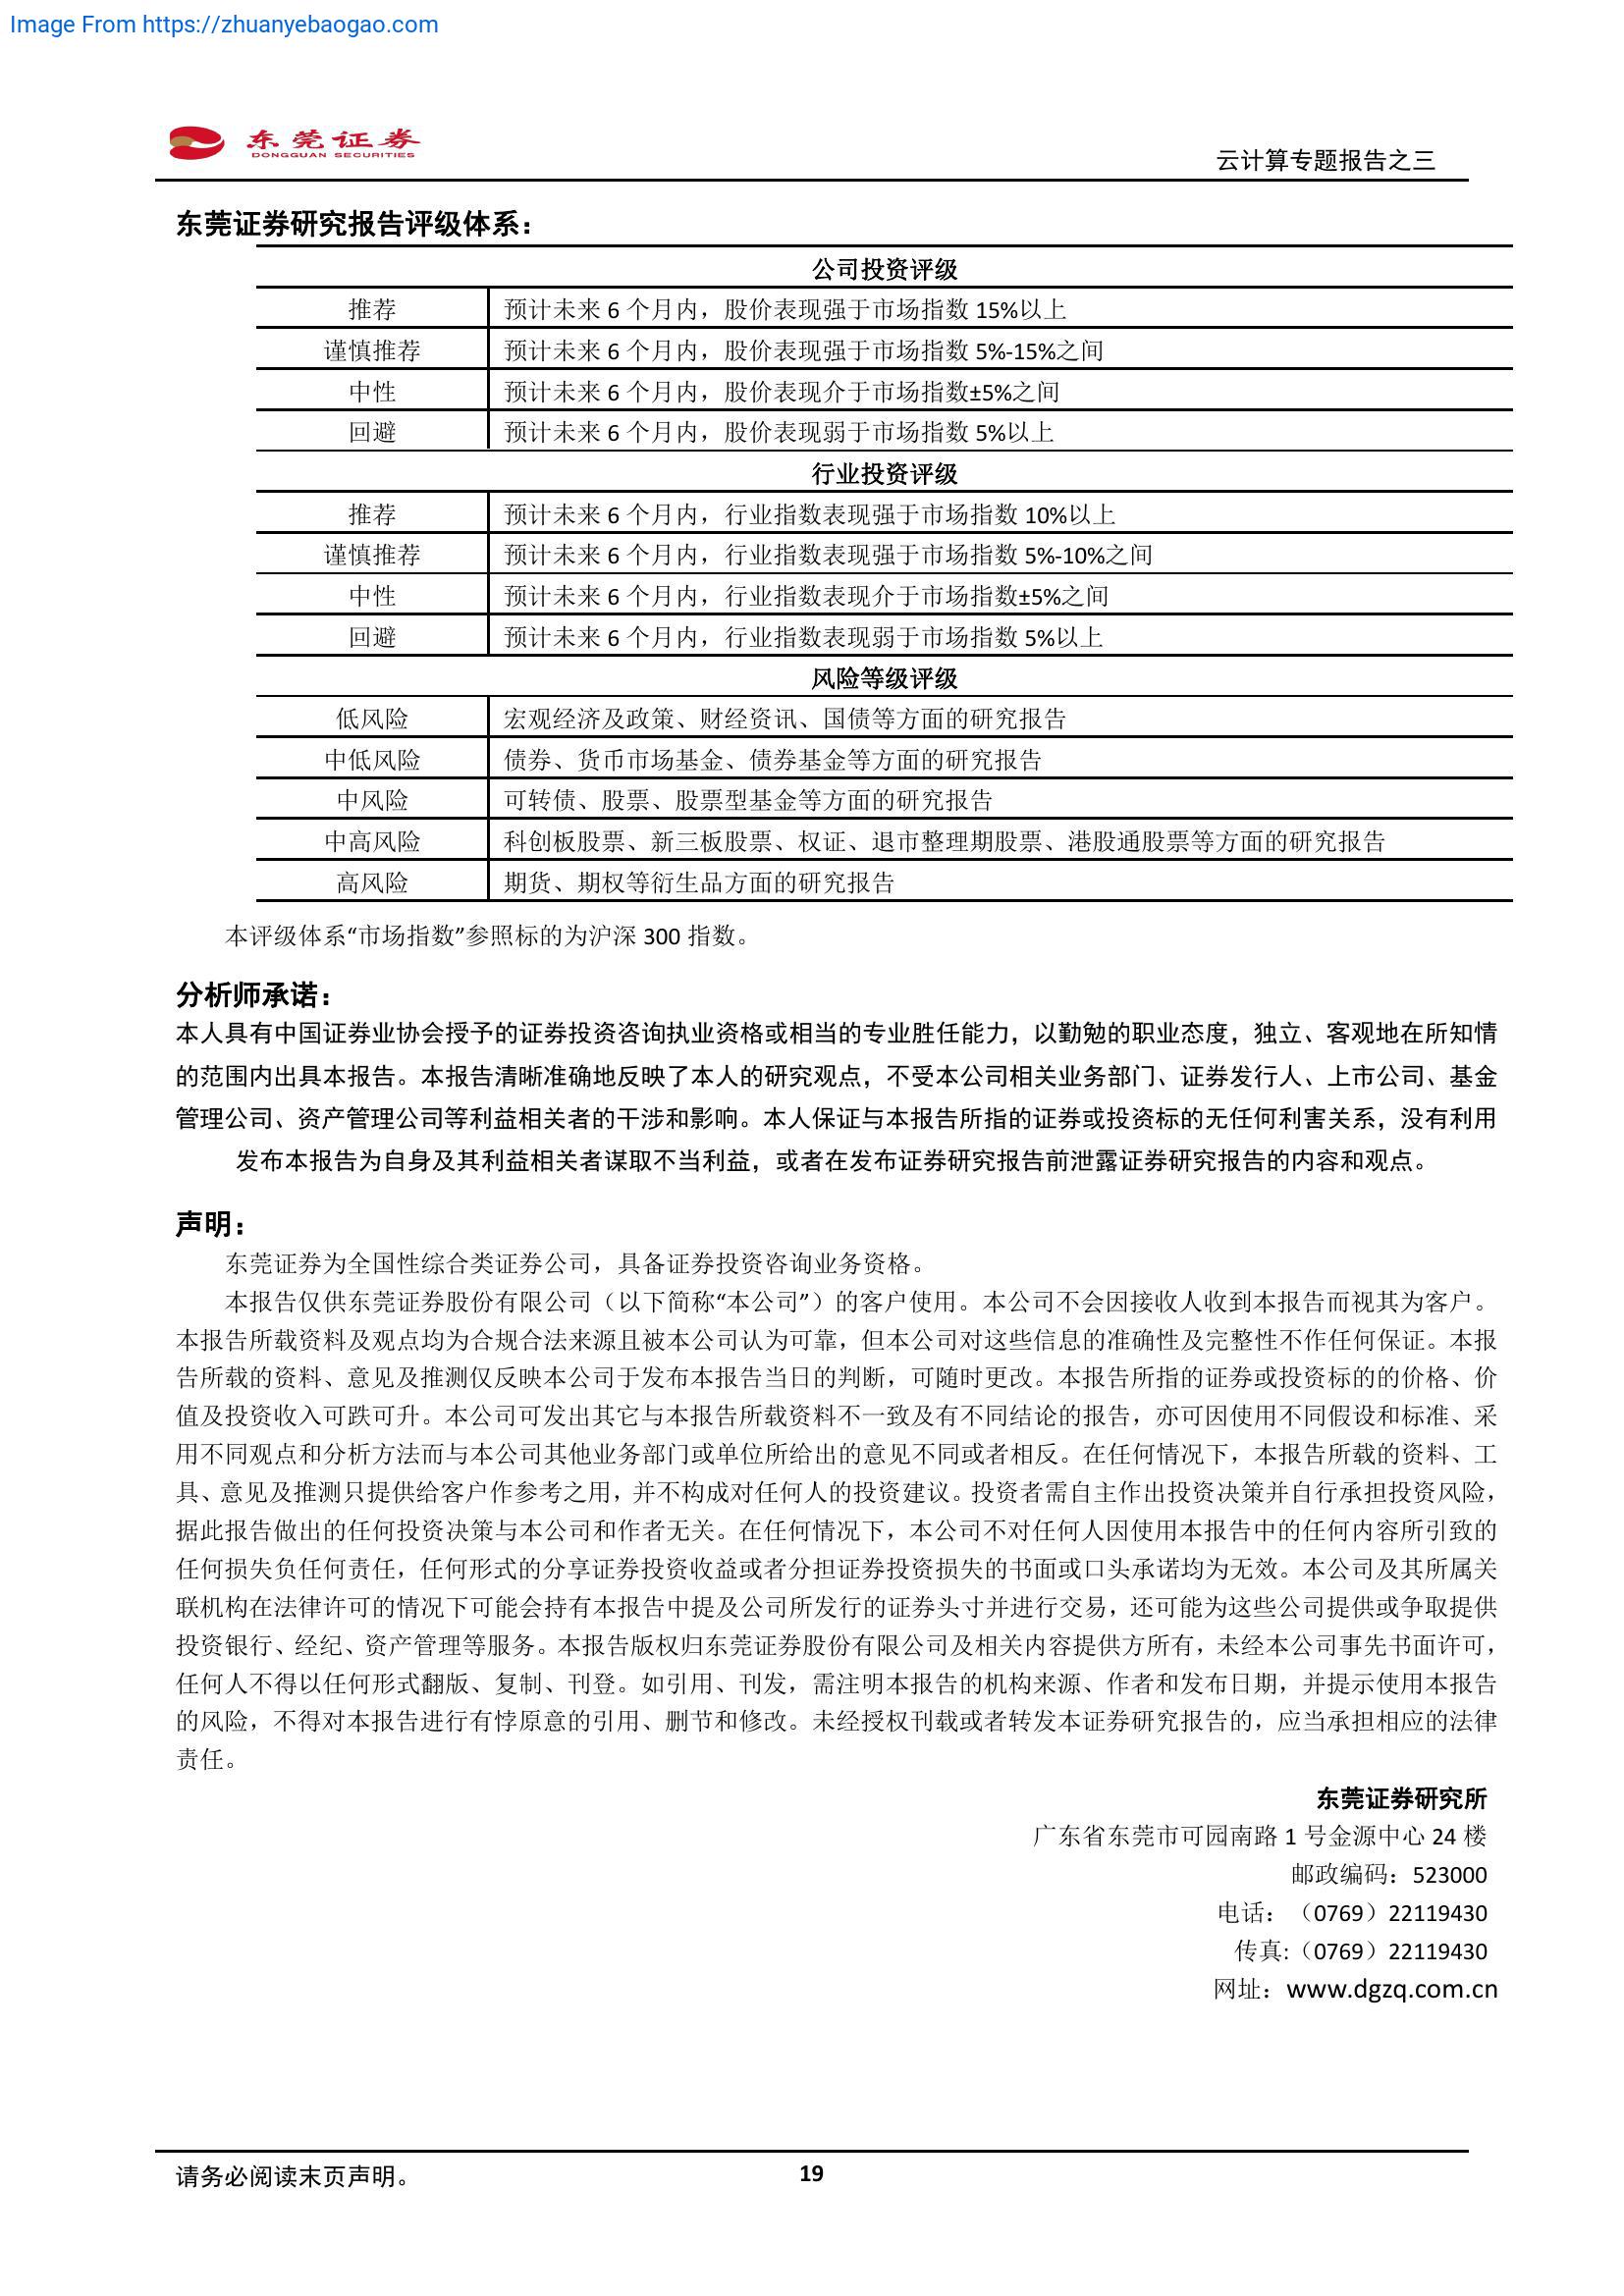 Image From https://zhuanyebaogao.com
东莞证券
DONGGUAN SECURITIES
云计算专题报告之三
东莞证券研究报告评级体系：
公司投资评级
推荐 预计未来 6 个月内，股价表现强于市场指数 15%以上
谨慎推荐 预计未来 6 个月内，股价表现强于市场指数 5%-15%之间
中性 预计未来 6 个月内，股价表现介于市场指数±5%之间
回避 预计未来 6 个月内，股价表现弱于市场指数 5%以上
行业投资评级
推荐 预计未来 6 个月内，行业指数表现强于市场指数 10%以上
谨慎推荐 预计未来 6 个月内，行业指数表现强于市场指数 5%-10%之间
中性 预计未来 6 个月内，行业指数表现介于市场指数±5%之间
回避 预计未来 6 个月内，行业指数表现弱于市场指数 5%以上
风险等级评级
低风险 宏观经济及政策、财经资讯、国债等方面的研究报告
中低风险 债券、货币市场基金、债券基金等方面的研究报告
中风险 可转债、股票、股票型基金等方面的研究报告
中高风险 科创板股票、新三板股票、权证、退市整理期股票、港股通股票等方面的研究报告
高风险 期货、期权等衍生品方面的研究报告
本评级体系“市场指数”参照标的为沪深 300 指数。
分析师承诺：
本人具有中国证券业协会授予的证券投资咨询执业资格或相当的专业胜任能力，以勤勉的职业态度，独立、客观地在所知情
的范围内出具本报告。本报告清晰准确地反映了本人的研究观点，不受本公司相关业务部门、证券发行人、上市公司、基金
管理公司、资产管理公司等利益相关者的干涉和影响。本人保证与本报告所指的证券或投资标的无任何利害关系，没有利用
发布本报告为自身及其利益相关者谋取不当利益，或者在发布证券研究报告前泄露证券研究报告的内容和观点。
声明：
东莞证券为全国性综合类证券公司，具备证券投资咨询业务资格。
本报告仅供东莞证券股份有限公司（以下简称“本公司”）的客户使用。本公司不会因接收人收到本报告而视其为客户。
本报告所载资料及观点均为合规合法来源且被本公司认为可靠，但本公司对这些信息的准确性及完整性不作任何保证。本报
告所载的资料、意见及推测仅反映本公司于发布本报告当日的判断，可随时更改。本报告所指的证券或投资标的的价格、价
值及投资收入可跌可升。本公司可发出其它与本报告所载资料不一致及有不同结论的报告，亦可因使用不同假设和标准、采
用不同观点和分析方法而与本公司其他业务部门或单位所给出的意见不同或者相反。在任何情况下，本报告所载的资料、工
具、意见及推测只提供给客户作参考之用，并不构成对任何人的投资建议。投资者需自主作出投资决策并自行承担投资风险，
据此报告做出的任何投资决策与本公司和作者无关。在任何情况下，本公司不对任何人因使用本报告中的任何内容所引致的
任何损失负任何责任，任何形式的分享证券投资收益或者分担证券投资损失的书面或口头承诺均为无效。本公司及其所属关
联机构在法律许可的情况下可能会持有本报告中提及公司所发行的证券头寸并进行交易，还可能为这些公司提供或争取提供
投资银行、经纪、资产管理等服务。本报告版权归东莞证券股份有限公司及相关内容提供方所有，未经本公司事先书面许可，
任何人不得以任何形式翻版、复制、刊登。如引用、刊发，需注明本报告的机构来源、作者和发布日期，并提示使用本报告
的风险，不得对本报告进行有悖原意的引用、删节和修改。未经授权刊载或者转发本证券研究报告的，应当承担相应的法律
责任。
东莞证券研究所
广东省东莞市可园南路 1 号金源中心 24 楼
邮政编码：523000
电话：（0769）22119430
传真:（0769）22119430
网址：www.dgzq.com.cn
请务必阅读末页声明。
19